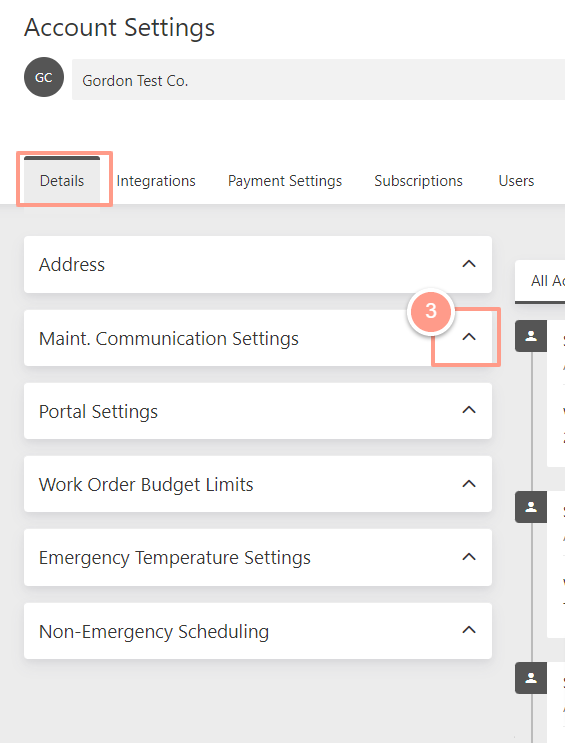 Account Settings
GC
Gordon Test Co.
Details Integrations Payment Settings Subscriptions Users
Address
All
3
Maint. Communication Settings
Portal Settings
Work Order Budget Limits
Emergency Temperature Settings
Non-Emergency Scheduling